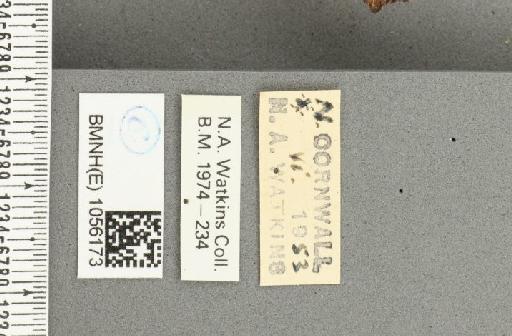 BMNH(E) 1056173
N.A. Watkins Coll.
B.M. 1974-234
N. CORNWALL
VI. 1953
N. A. WATKINS